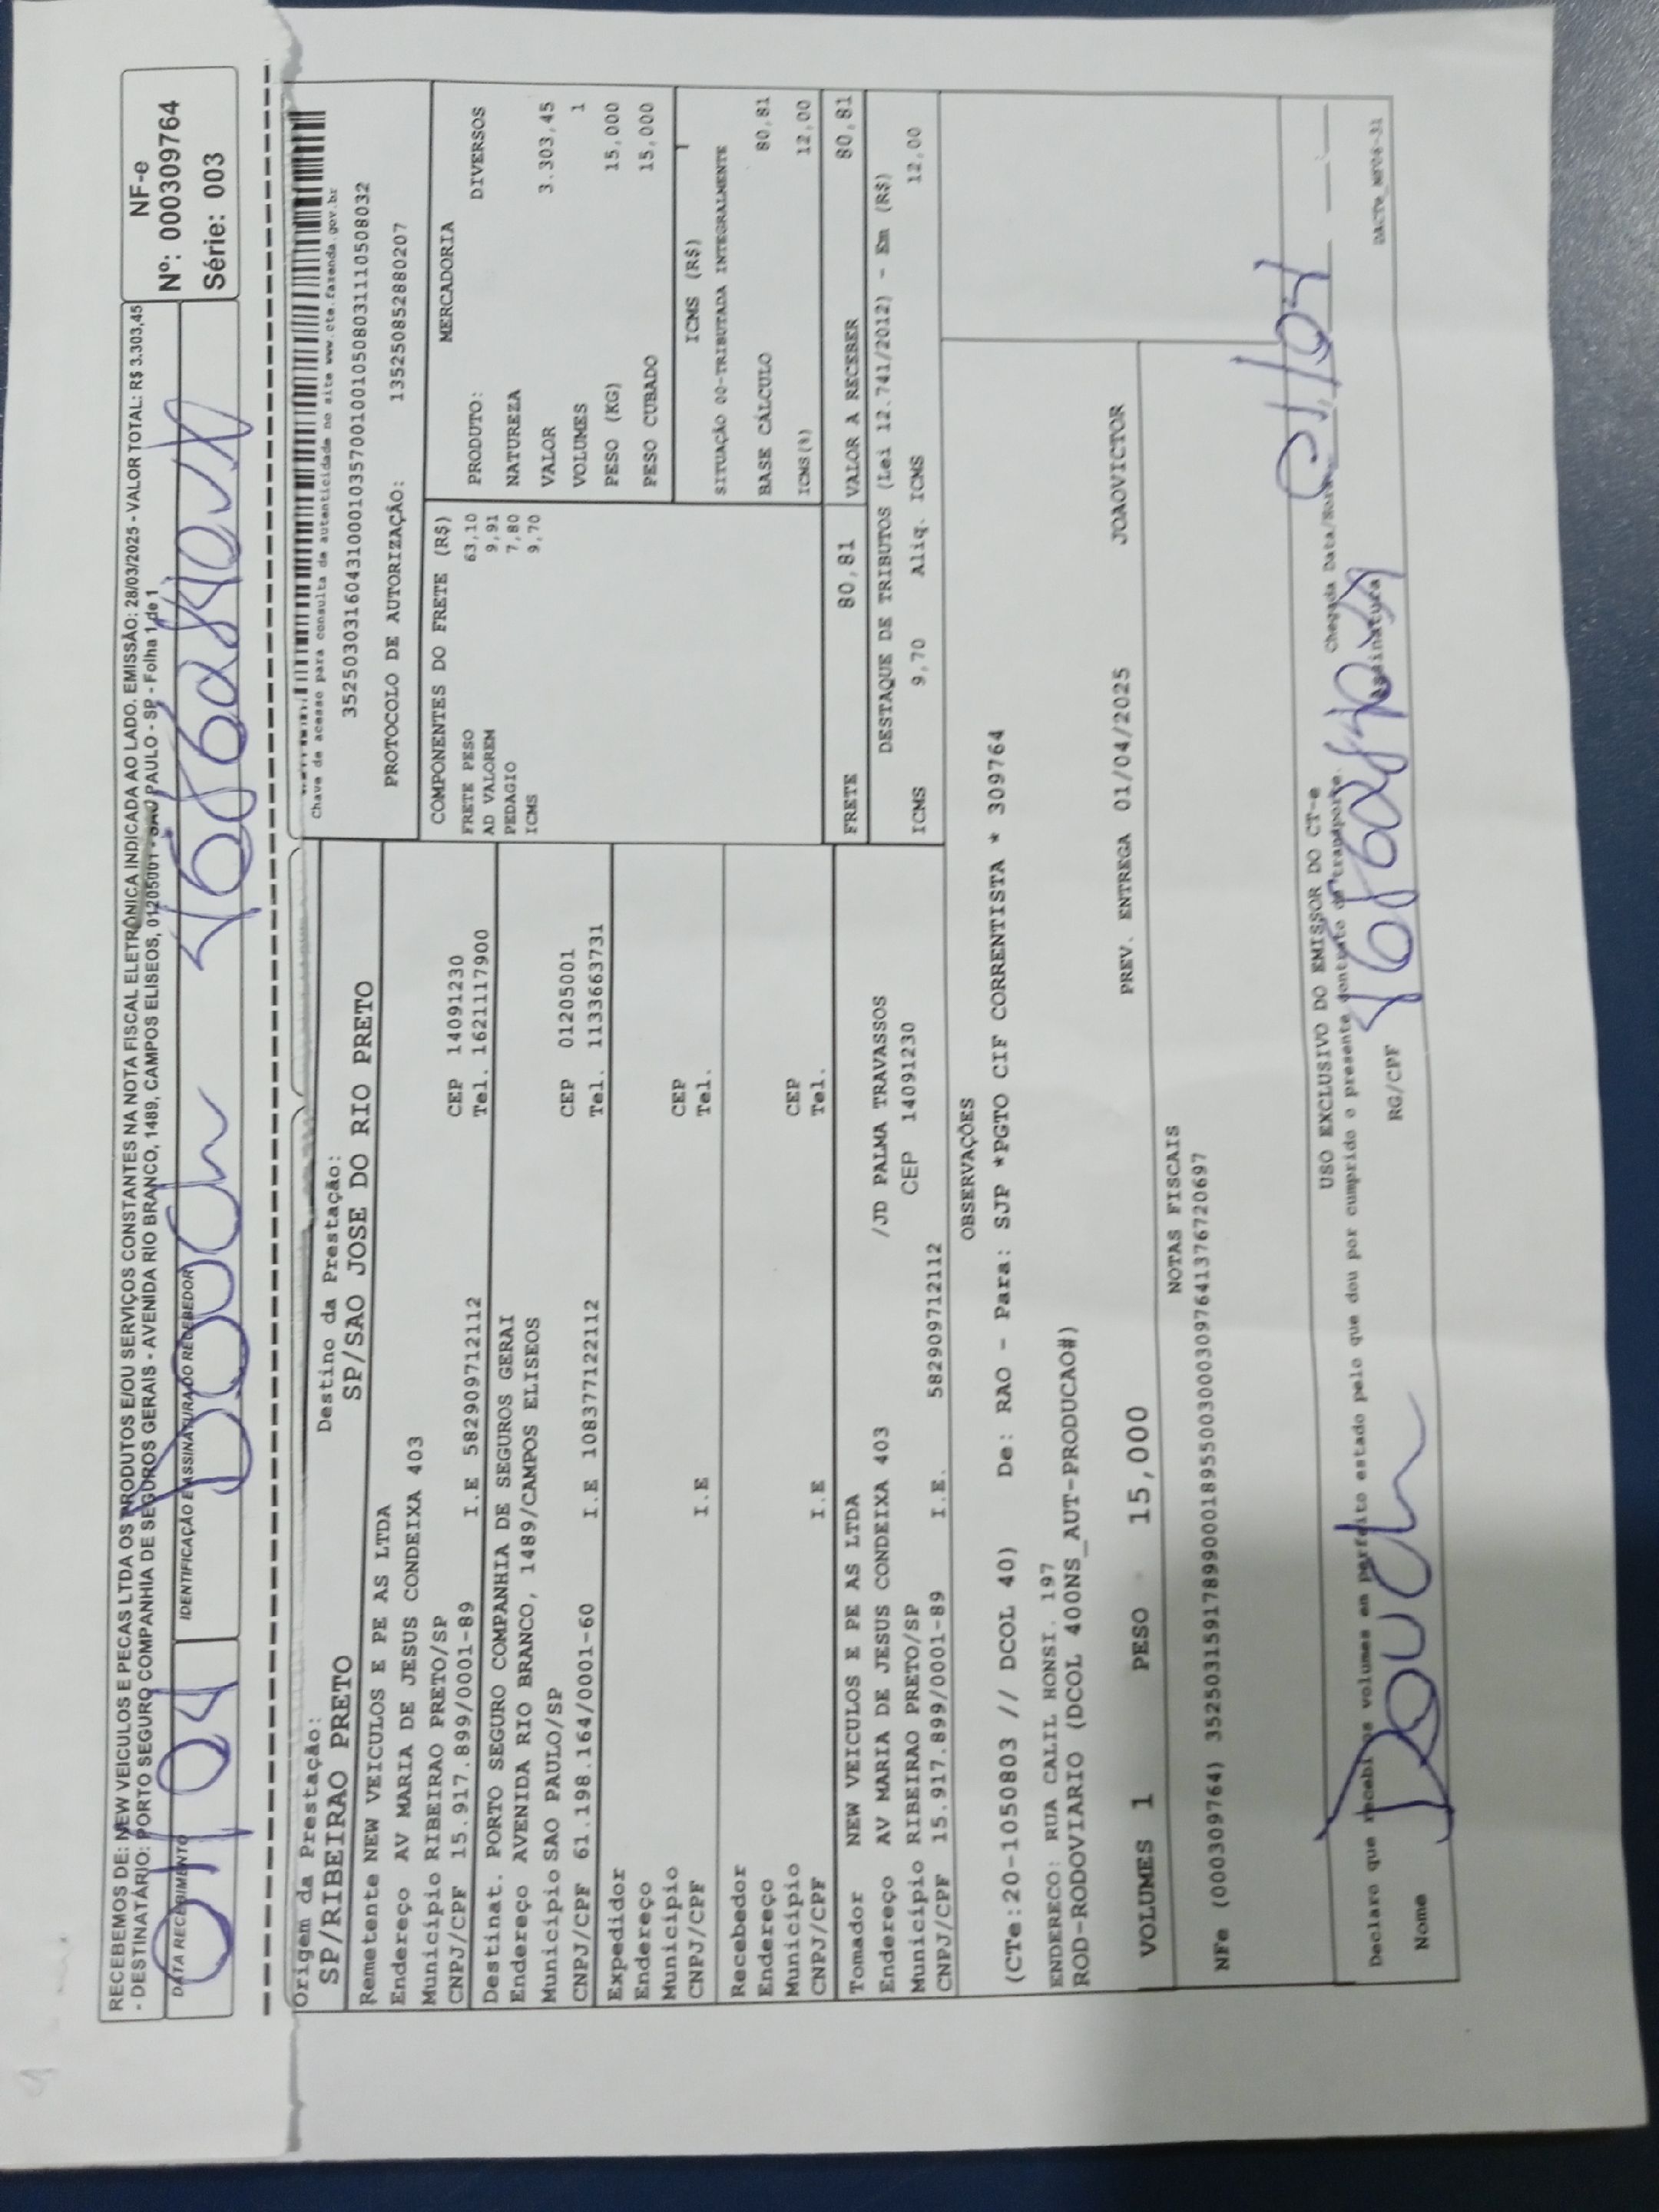 RECEBEMOS DE: NEW VEICULOS E PECAS LTDA OS PRODUTOS E/OU SERVIÇOS CONSTANTES NA NOTA FISCAL ELETRÔNICA INDICADA AO LADO. EMISSÃO: 28/03/2025 - VALOR TOTAL: R$ 3.303,45
- DESTINATÁRIO: PORTO SEGURO COMPANHIA DE SEGUROS GERAIS - AVENIDA RIO BRANCO, 1489, CAMPOS ELISEOS, 01205001 - SAO PAULO - SP - Folha 1 de 1
NF-e
Nº: 000309764
Série: 003
DATA RECEBIMENTO
IDENTIFICAÇÃO E ASSINATURA DO RECEBEDOR
Origem da Prestação:
SP/RIBEIRAO PRETO
Destino da Prestação:
SP/SAO JOSE DO RIO PRETO
Chave de acesso para consulta da autenticidade no site www.cte.fazenda.gov.br
35250303160431000103570010010508031110508032
PROTOCOLO DE AUTORIZAÇÃO: 135250852880207
Remetente NEW VEICULOS E PE AS LTDA
Endereço AV MARIA DE JESUS CONDEIXA 403
Município RIBEIRAO PRETO/SP CEP 14091230
CNPJ/CPF 15.917.899/0001-89 I.E 582909712112 Tel. 1621117900
Destinat. PORTO SEGURO COMPANHIA DE SEGUROS GERAI
Endereço AVENIDA RIO BRANCO, 1489/CAMPOS ELISEOS
Município SAO PAULO/SP CEP 01205001
CNPJ/CPF 61.198.164/0001-60 I.E 108377122112 Tel. 1133663731
Expedidor
Endereço
Município CEP
CNPJ/CPF I.E Tel.
Recebedor
Endereço
Município CEP
CNPJ/CPF I.E Tel.
Tomador NEW VEICULOS E PE AS LTDA
Endereço AV MARIA DE JESUS CONDEIXA 403 /JD PALMA TRAVASSOS
Município RIBEIRAO PRETO/SP CEP 14091230
CNPJ/CPF 15.917.899/0001-89 I.E. 582909712112
COMPONENTES DO FRETE (R$)
FRETE PESO 63,10
AD VALOREM 9,91
PEDAGIO 7,80
ICMS 9,70
MERCADORIA
PRODUTO: DIVERSOS
NATUREZA
VALOR 3.303,45
VOLUMES 1
PESO (KG) 15,000
PESO CUBADO 15,000
ICMS (R$)
SITUAÇÃO 00-TRIBUTADA INTEGRALMENTE
BASE CÁLCULO 80,81
ICMS(%) 12,00
FRETE 80,81 VALOR A RECEBER 80,81
DESTAQUE DE TRIBUTOS (Lei 12.741/2012) - Em (R$)
ICMS 9,70 Aliq. ICMS 12,00
OBSERVAÇÕES
(CTe:20-1050803 // DCOL 40) De: RAO - Para: SJP *PGTO CIF CORRENTISTA * 309764
ENDERECO: RUA CALIL HONSI. 197
ROD-RODOVIARIO (DCOL 400NS_AUT-PRODUCAO#)
PREV. ENTREGA 01/04/2025 JOAOVICTOR
VOLUMES 1 PESO 15,000
NOTAS FISCAIS
NFe (000309764) 35250315917899000189550030003097641376720697
USO EXCLUSIVO DO EMISSOR DO CT-e
Declaro que recebi os volumes em perfeito estado pelo que dou por cumprido o presente contrato de transporte. Chegada Data/Hora
Nome RG/CPF Assinatura